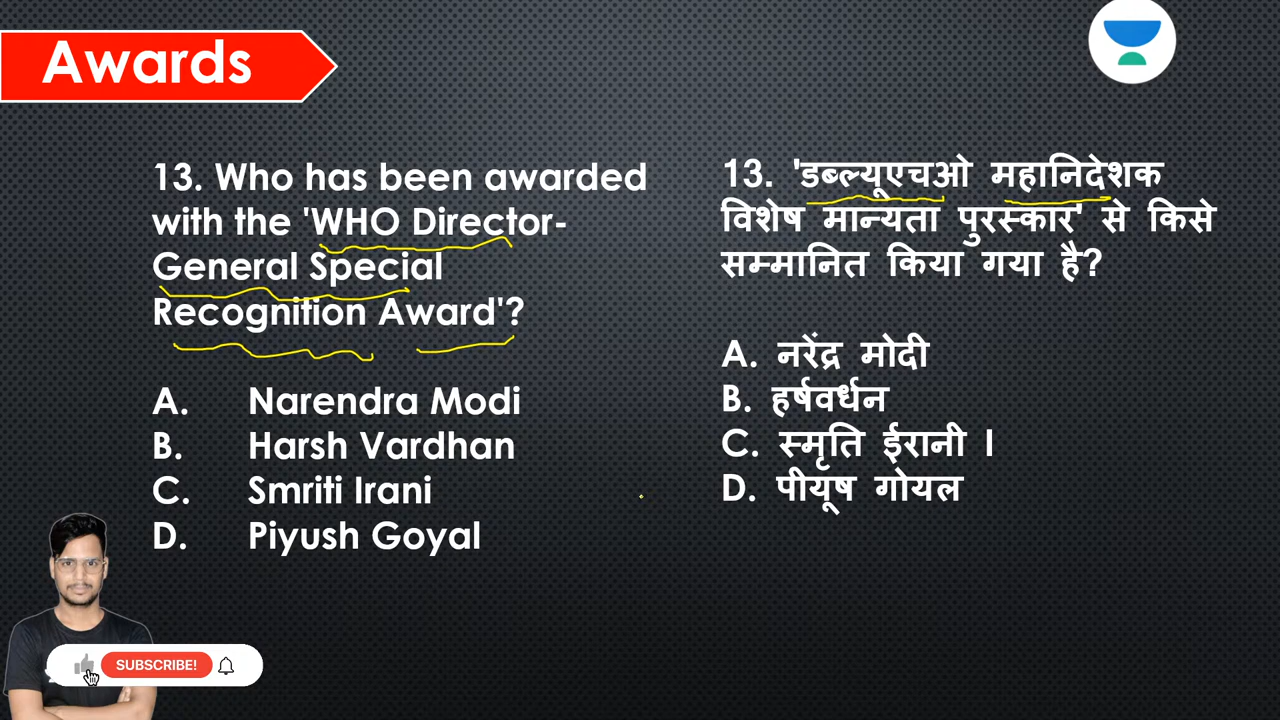 Awards
13. Who has been awarded
with the 'WHO Director-
General Special
Recognition Award'?
A. Narendra Modi
B. Harsh Vardhan
C. Smriti Irani
D. Piyush Goyal
13. 'डब्ल्यूएचओ महानिदेशक
विशेष मान्यता पुरस्कार' से किसे
सम्मानित किया गया है?
A. नरेंद्र मोदी
B. हर्षवर्धन
C. स्मृति ईरानी ।
D. पीयूष गोयल
SUBSCRIBE!